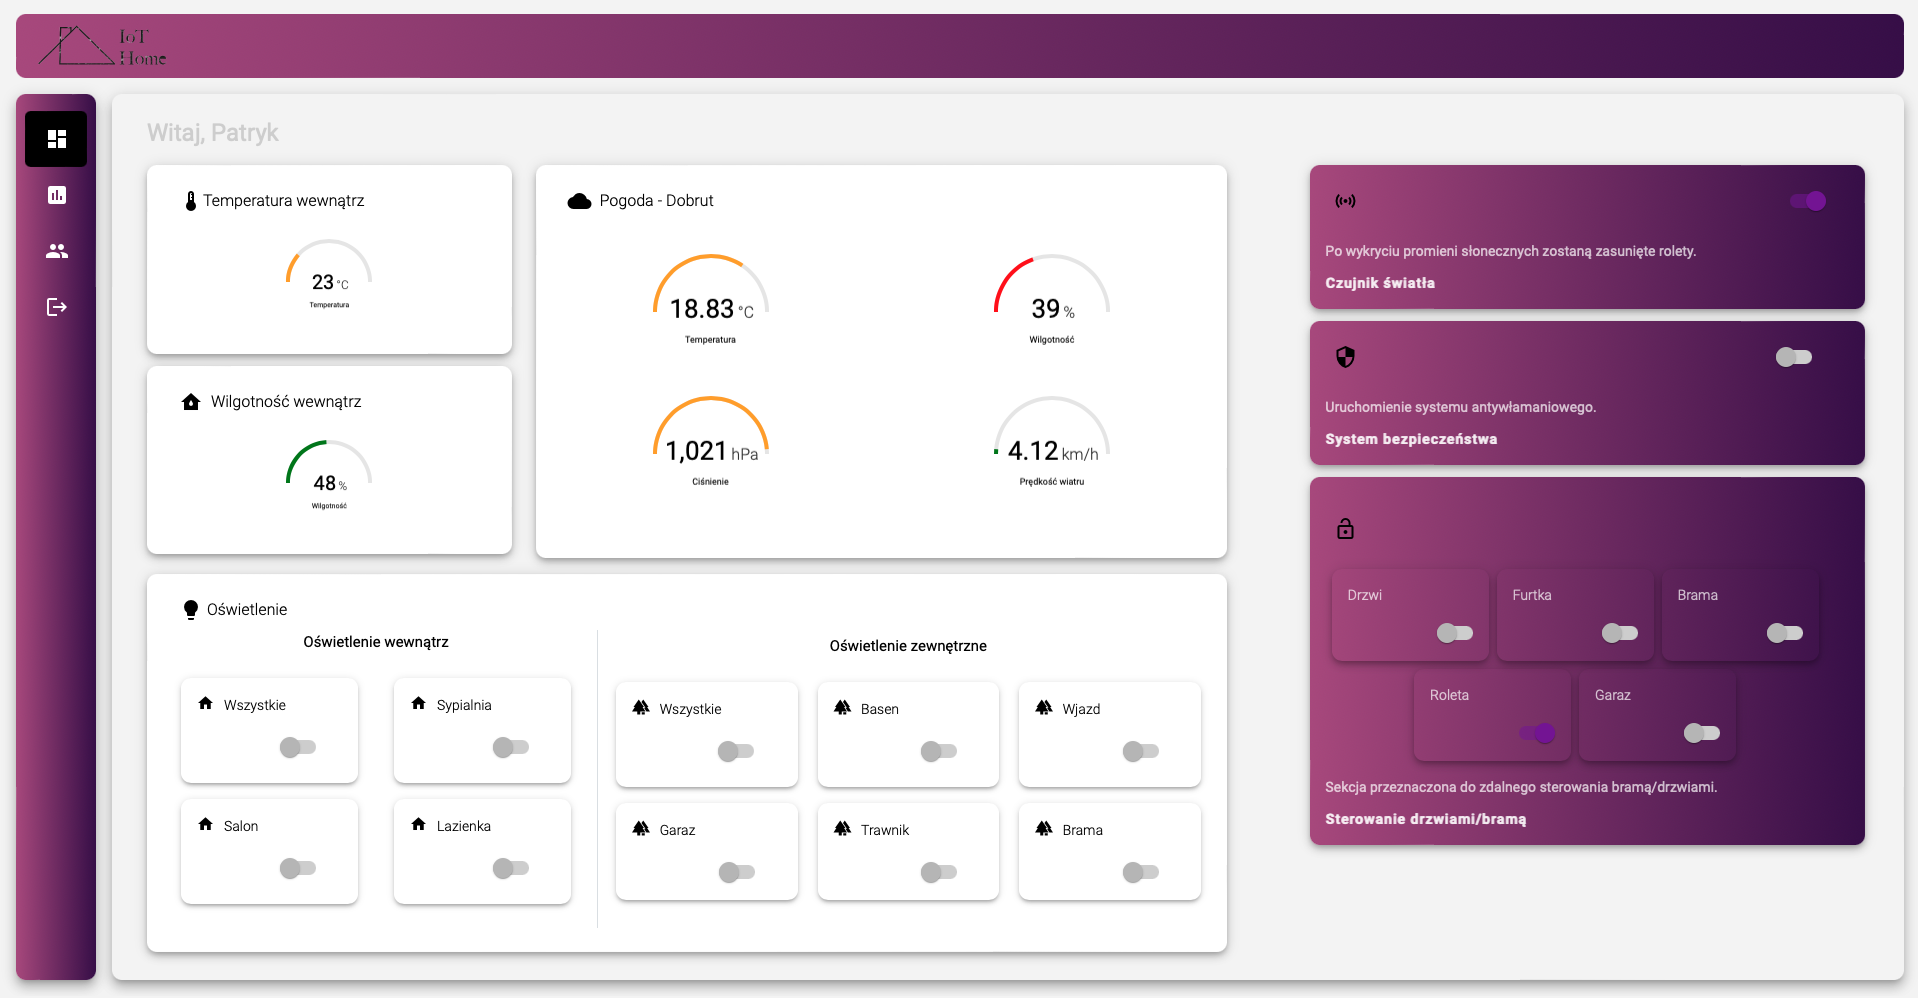 IoT
Home
Witaj, Patryk
Temperatura wewnątrz
23 °C
Temperatura
Wilgotność wewnątrz
48 %
Wilgotność
Pogoda - Dobrut
18.83 °C
Temperatura
39 %
Wilgotność
1,021 hPa
Ciśnienie
4.12 km/h
Prędkość wiatru
Oświetlenie
Oświetlenie wewnątrz
Wszystkie
Sypialnia
Salon
Lazienka
Oświetlenie zewnętrzne
Wszystkie
Basen
Wjazd
Garaz
Trawnik
Brama
Po wykryciu promieni słonecznych zostaną zasunięte rolety.
Czujnik światła
Uruchomienie systemu antywłamaniowego.
System bezpieczeństwa
Drzwi
Furtka
Brama
Roleta
Garaz
Sekcja przeznaczona do zdalnego sterowania bramą/drzwiami.
Sterowanie drzwiami/bramą